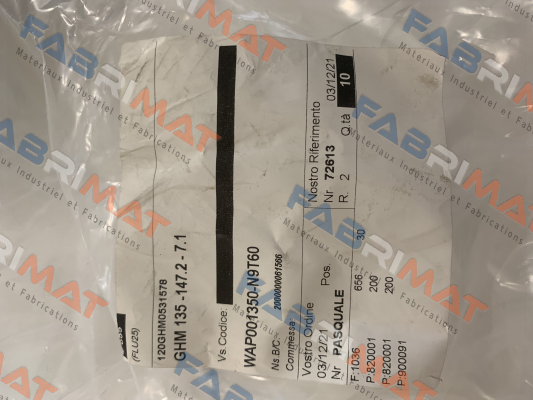 (FLU25)
120GHM0531578
GHM 135 -147.2 - 7.1
Vs.Codice:
WAP001350-N9T60
Ns.B/C- 2000000061566
Commessa
Vostro Ordine
03/12/21 Pos.
Nr PASQUALE
Nostro Riferimento
Nr 72613 03/12/21
R. 2 Q.tà 10
F:1036 656 30
P:820001 200
P:820001 200
P:900091
FABRIMAT
Materiaux Industriel et Fabrications